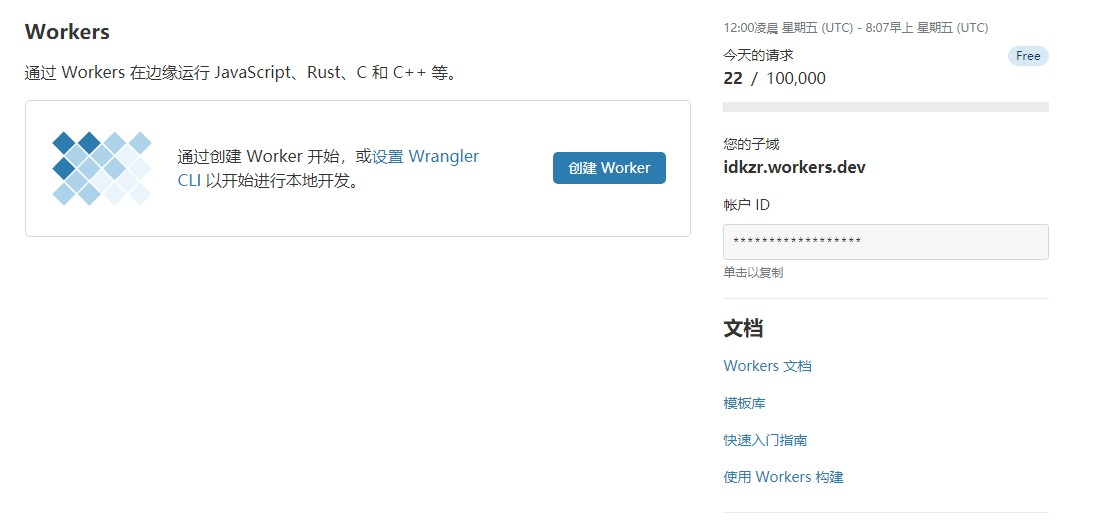 Workers
通过 Workers 在边缘运行 JavaScript、Rust、C 和 C++ 等。
通过创建 Worker 开始，或设置 Wrangler
CLI 以开始进行本地开发。
创建 Worker
12:00凌晨 星期五 (UTC) - 8:07早上 星期五 (UTC)
今天的请求
Free
22 / 100,000
您的子域
idkzr.workers.dev
帐户 ID
******************
单击以复制
文档
Workers 文档
模板库
快速入门指南
使用 Workers 构建